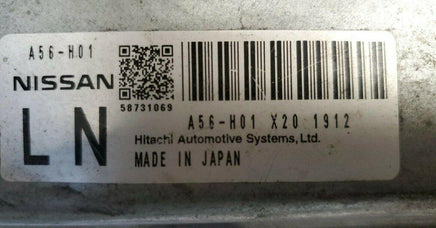 A56-H01
NISSAN
58731069
LN
A56-H01 X20 1912
Hitachi Automotive Systems,Ltd.
MADE IN JAPAN